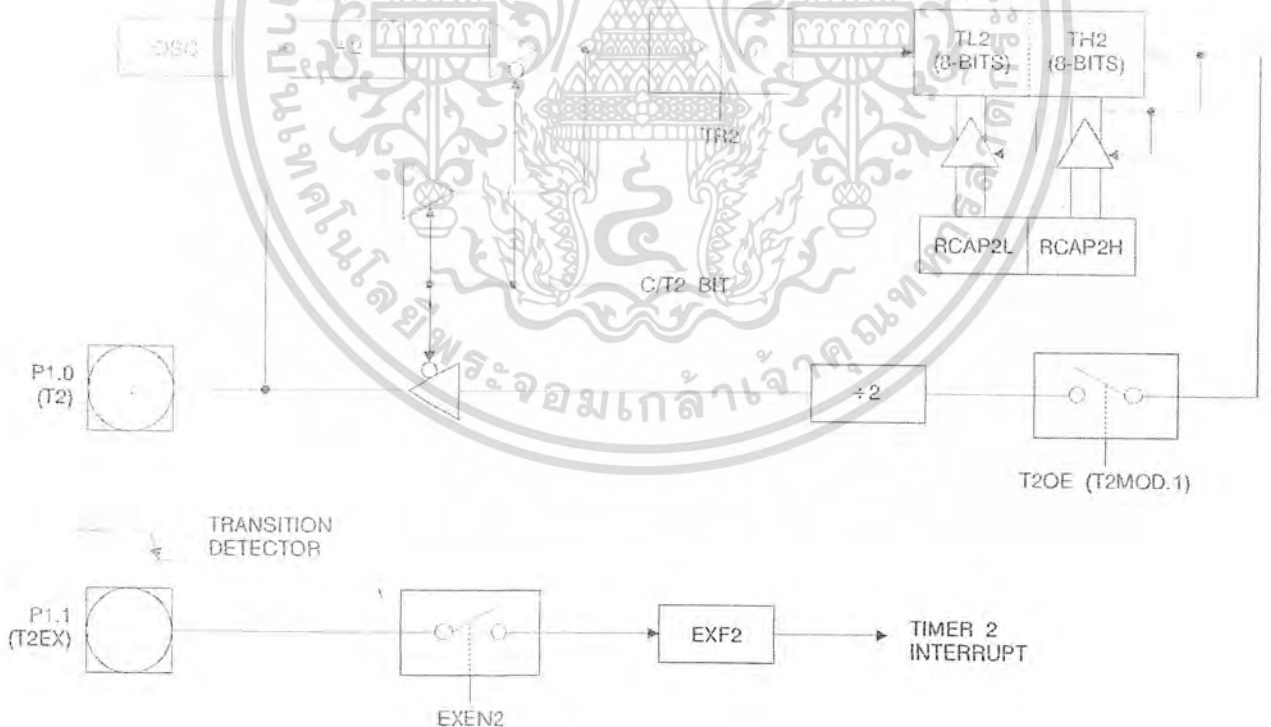 OSC
÷2
TL2
(8-BITS)
TH2
(8-BITS)
TR2
RCAP2L
RCAP2H
C/T2 BIT
P1.0
(T2)
÷2
T2OE (T2MOD.1)
TRANSITION
DETECTOR
P1.1
(T2EX)
EXF2
TIMER 2
INTERRUPT
EXEN2